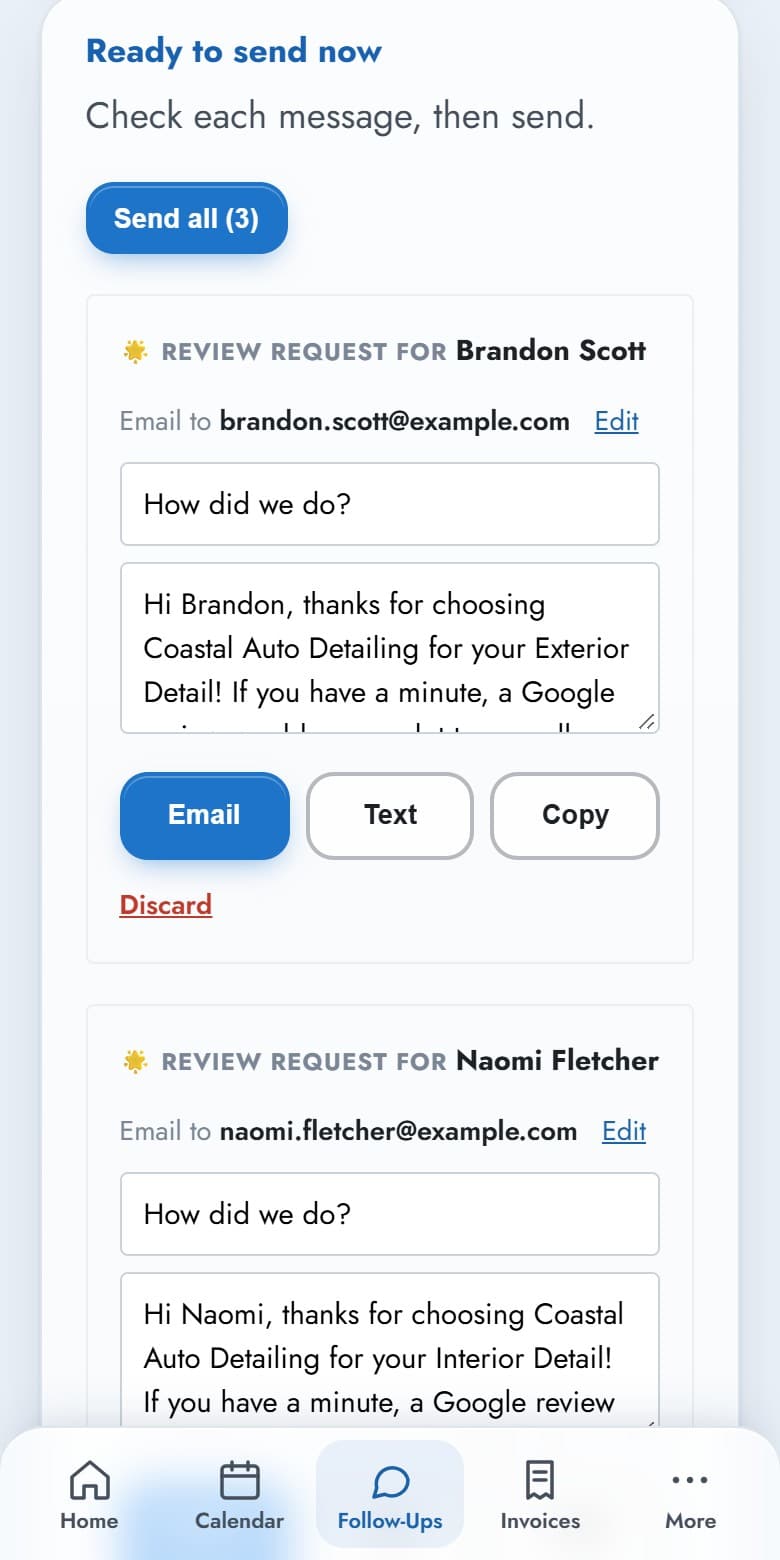 Ready to send now
Check each message, then send.
Send all (3)
REVIEW REQUEST FOR Brandon Scott
Email to brandon.scott@example.com Edit
How did we do?
Hi Brandon, thanks for choosing
Coastal Auto Detailing for your Exterior
Detail! If you have a minute, a Google
Email Text Copy
Discard
REVIEW REQUEST FOR Naomi Fletcher
Email to naomi.fletcher@example.com Edit
How did we do?
Hi Naomi, thanks for choosing Coastal
Auto Detailing for your Interior Detail!
If you have a minute, a Google review
Home Calendar Follow-Ups Invoices More